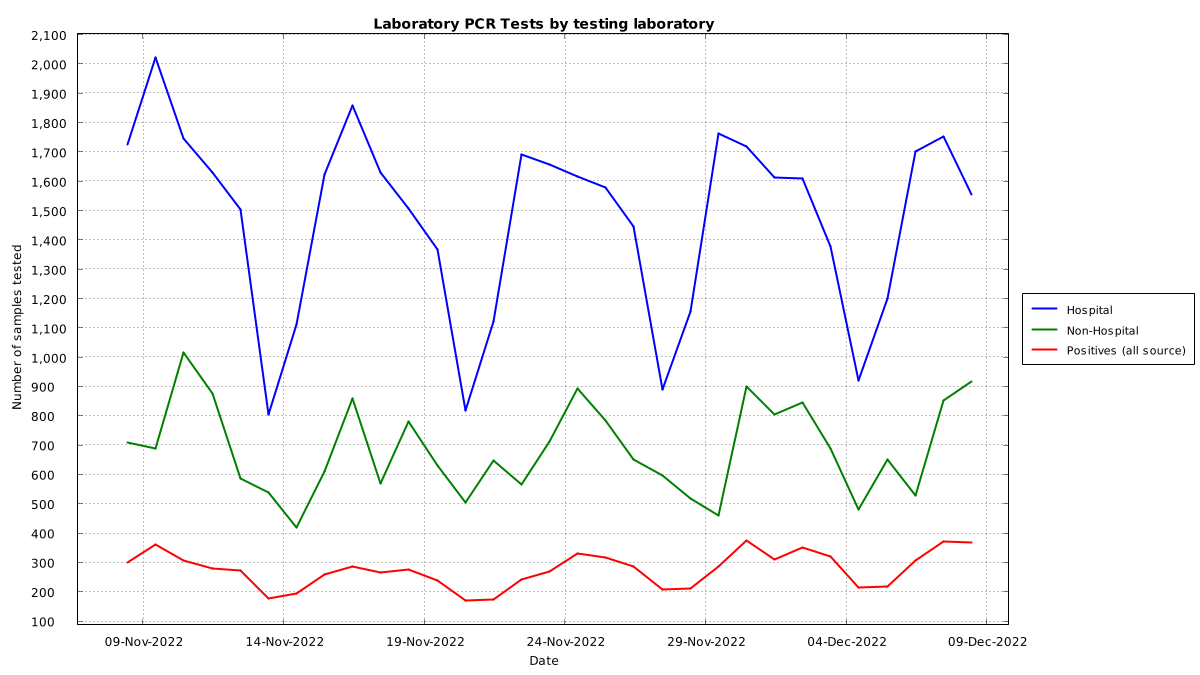 Laboratory PCR Tests by testing laboratory
Number of samples tested
2,100
2,000
1,900
1,800
1,700
1,600
1,500
1,400
1,300
1,200
1,100
1,000
900
800
700
600
500
400
300
200
100
09-Nov-2022
14-Nov-2022
19-Nov-2022
24-Nov-2022
29-Nov-2022
04-Dec-2022
09-Dec-2022
Date
Hospital
Non-Hospital
Positives (all source)